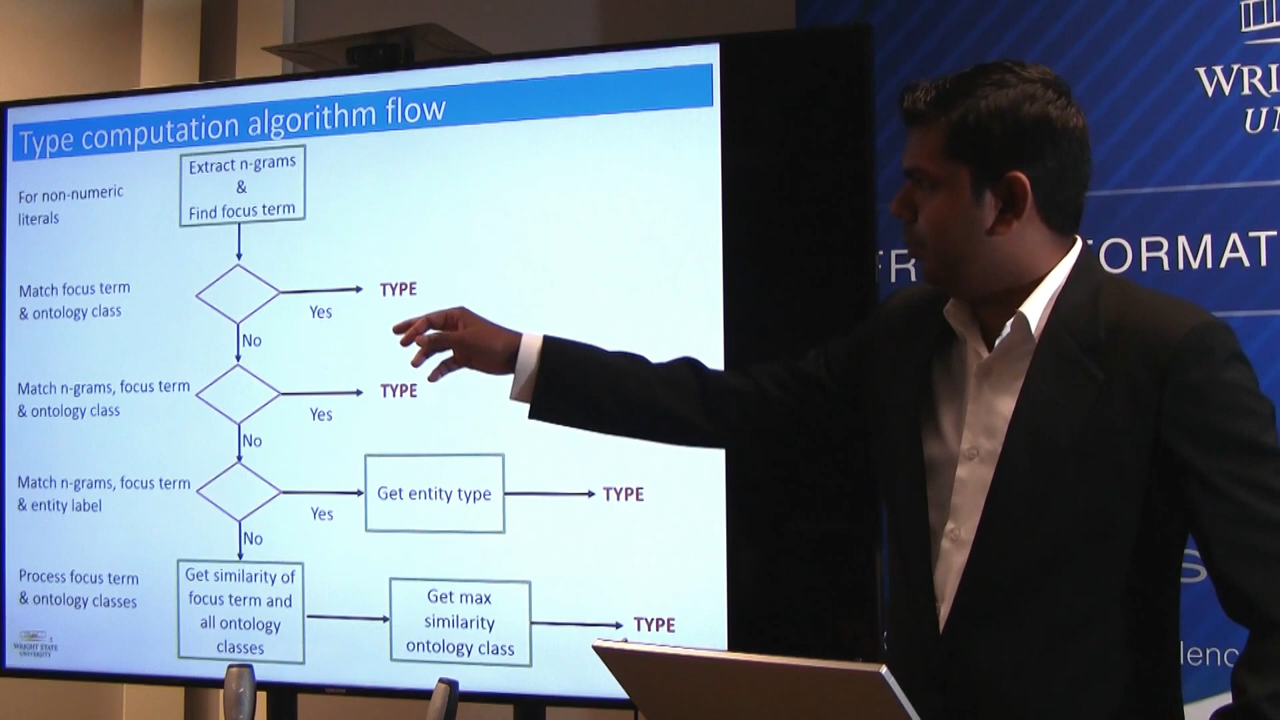 Type computation algorithm flow
For non-numeric
literals
Extract n-grams
&
Find focus term
Match focus term
& ontology class
Yes
TYPE
No
Match n-grams, focus term
& ontology class
Yes
TYPE
No
Match n-grams, focus term
& entity label
Yes
Get entity type
TYPE
No
Process focus term
& ontology classes
Get similarity of
focus term and
all ontology
classes
Get max
similarity
ontology class
TYPE
WRIGHT STATE
UNIVERSITY
WRI
UN
FR
ORMAT
S
lenc